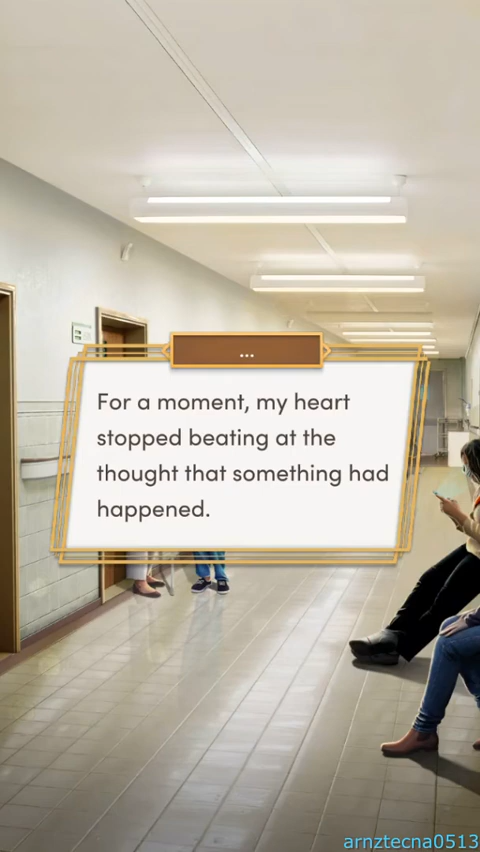 ...
For a moment, my heart
stopped beating at the
thought that something had
happened.
arnztecna0513